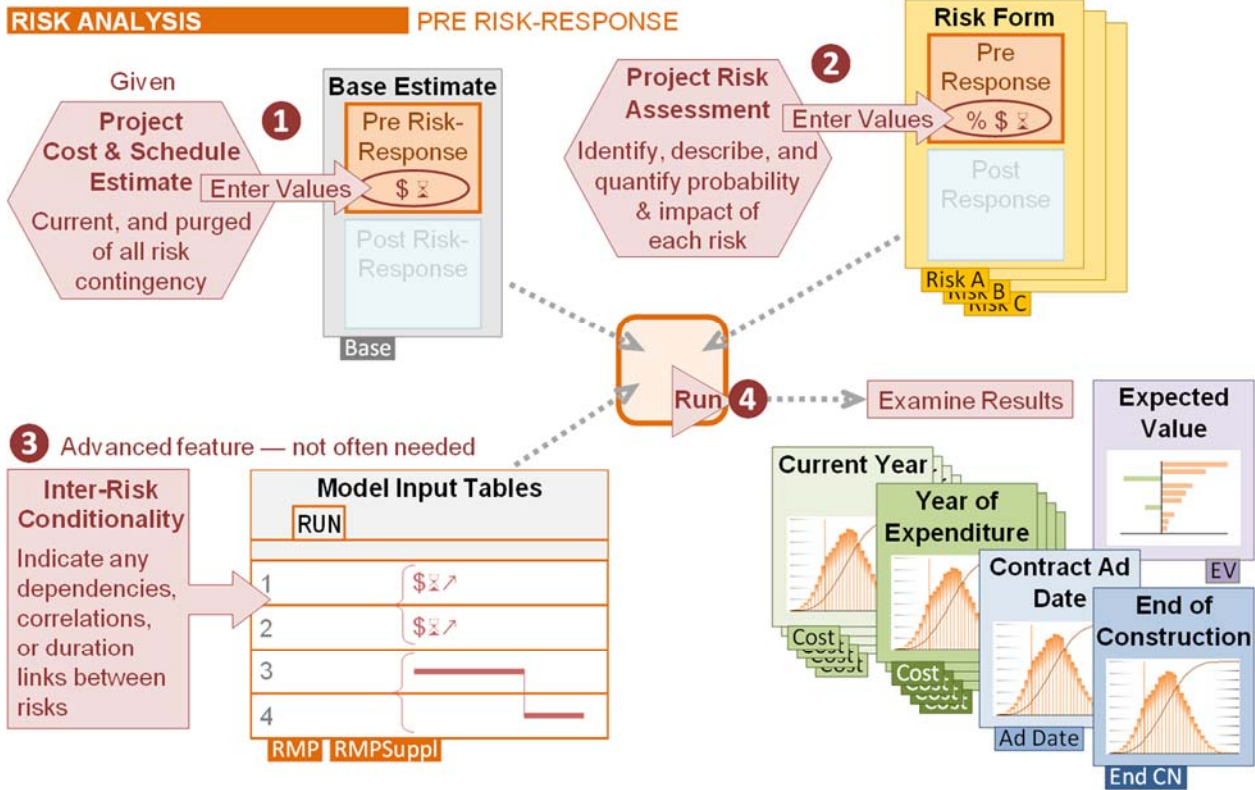 RISK ANALYSIS PRE RISK-RESPONSE
Given
Project
Cost & Schedule
Estimate
Current, and purged
of all risk
contingency
1
Enter Values
Base Estimate
Pre Risk-
Response
$
Post Risk-
Response
Base
Project Risk
Assessment
Identify, describe, and
quantify probability
& impact of
each risk
2
Enter Values
Risk Form
Pre
Response
% $
Post
Response
Risk A
Risk B
Risk C
3 Advanced feature — not often needed
Inter-Risk
Conditionality
Indicate any
dependencies,
correlations,
or duration
links between
risks
Model Input Tables
RUN
1 $
2 $
3
4
RMP RMPSuppl
Run 4
Examine Results
Current Year
Cost
Cost
Cost
Year of
Expenditure
Cost
Cost
Cost
Contract Ad
Date
Ad Date
Expected
Value
EV
End of
Construction
End CN